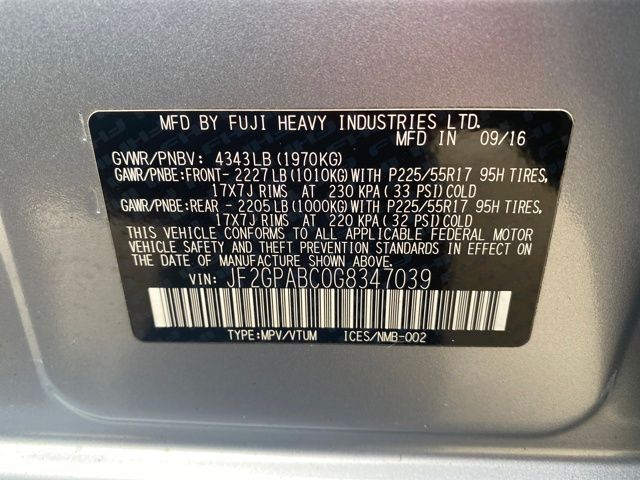 MFD BY FUJI HEAVY INDUSTRIES LTD.
MFD IN 09/16
GVWR/PNBV: 4343LB(1970KG)
GAWR/PNBE:FRONT- 2227LB(1010KG)WITH P225/55R17 95H TIRES,
17X7J RIMS AT 230 KPA(33 PSI)COLD
GAWR/PNBE:REAR - 2205LB(1000KG)WITH P225/55R17 95H TIRES,
17X7J RIMS AT 220 KPA(32 PSI)COLD
THIS VEHICLE CONFORMS TO ALL APPLICABLE FEDERAL MOTOR
VEHICLE SAFETY AND THEFT PREVENTION STANDARDS IN EFFECT ON
THE DATE OF MANUFACTURE SHOWN ABOVE.
VIN: JF2GPABC0G8347039
TYPE:MPV/VTUM ICES/NMB-002